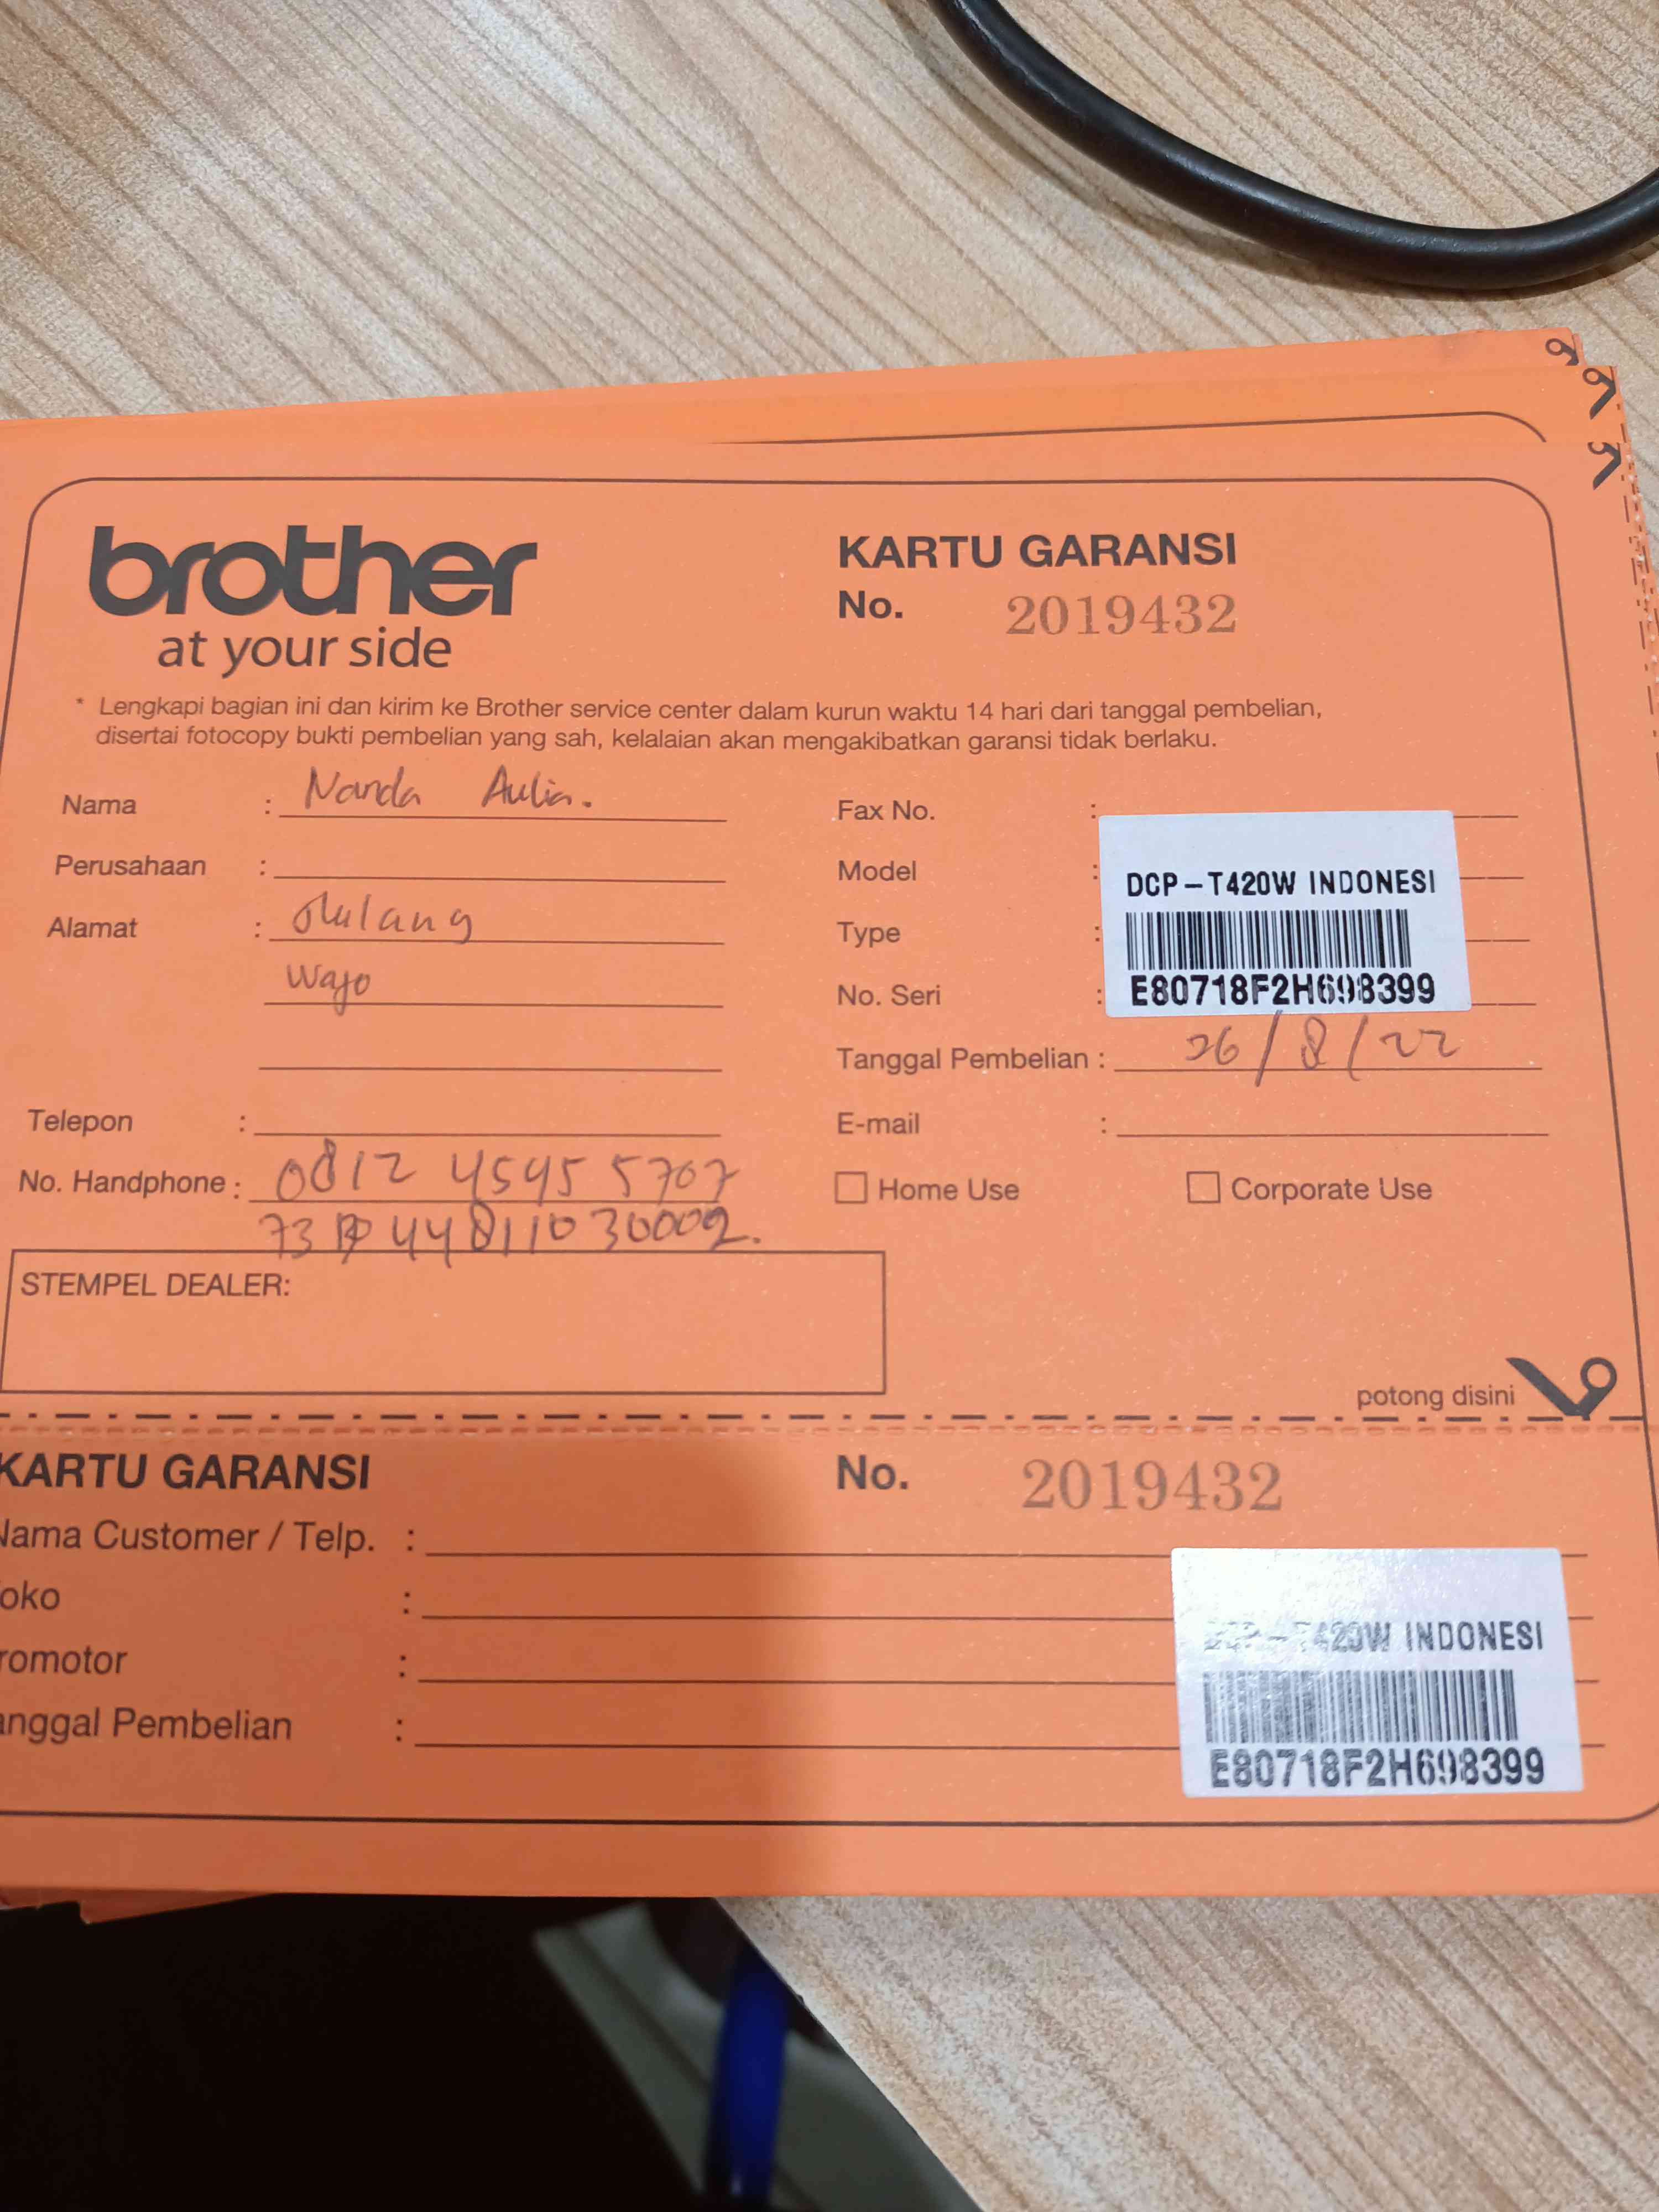 brother
at your side
KARTU GARANSI
No. 2019432
* Lengkapi bagian ini dan kirim ke Brother service center dalam kurun waktu 14 hari dari tanggal pembelian,
disertai fotocopy bukti pembelian yang sah, kelalaian akan mengakibatkan garansi tidak berlaku.
Nama : Nanda Aulia.
Perusahaan :
Alamat :
Wajo
Telepon :
No. Handphone : 0812 4545 5707
Fax No. :
Model : DCP-T420W INDONESI
Type :
No. Seri : E80718F2H698399
Tanggal Pembelian : 26/8/22
E-mail :
Home Use Corporate Use
STEMPEL DEALER:
potong disini
KARTU GARANSI No. 2019432
Nama Customer / Telp. :
oko :
romotor :
anggal Pembelian :
DCP-T420W INDONESI
E80718F2H698399